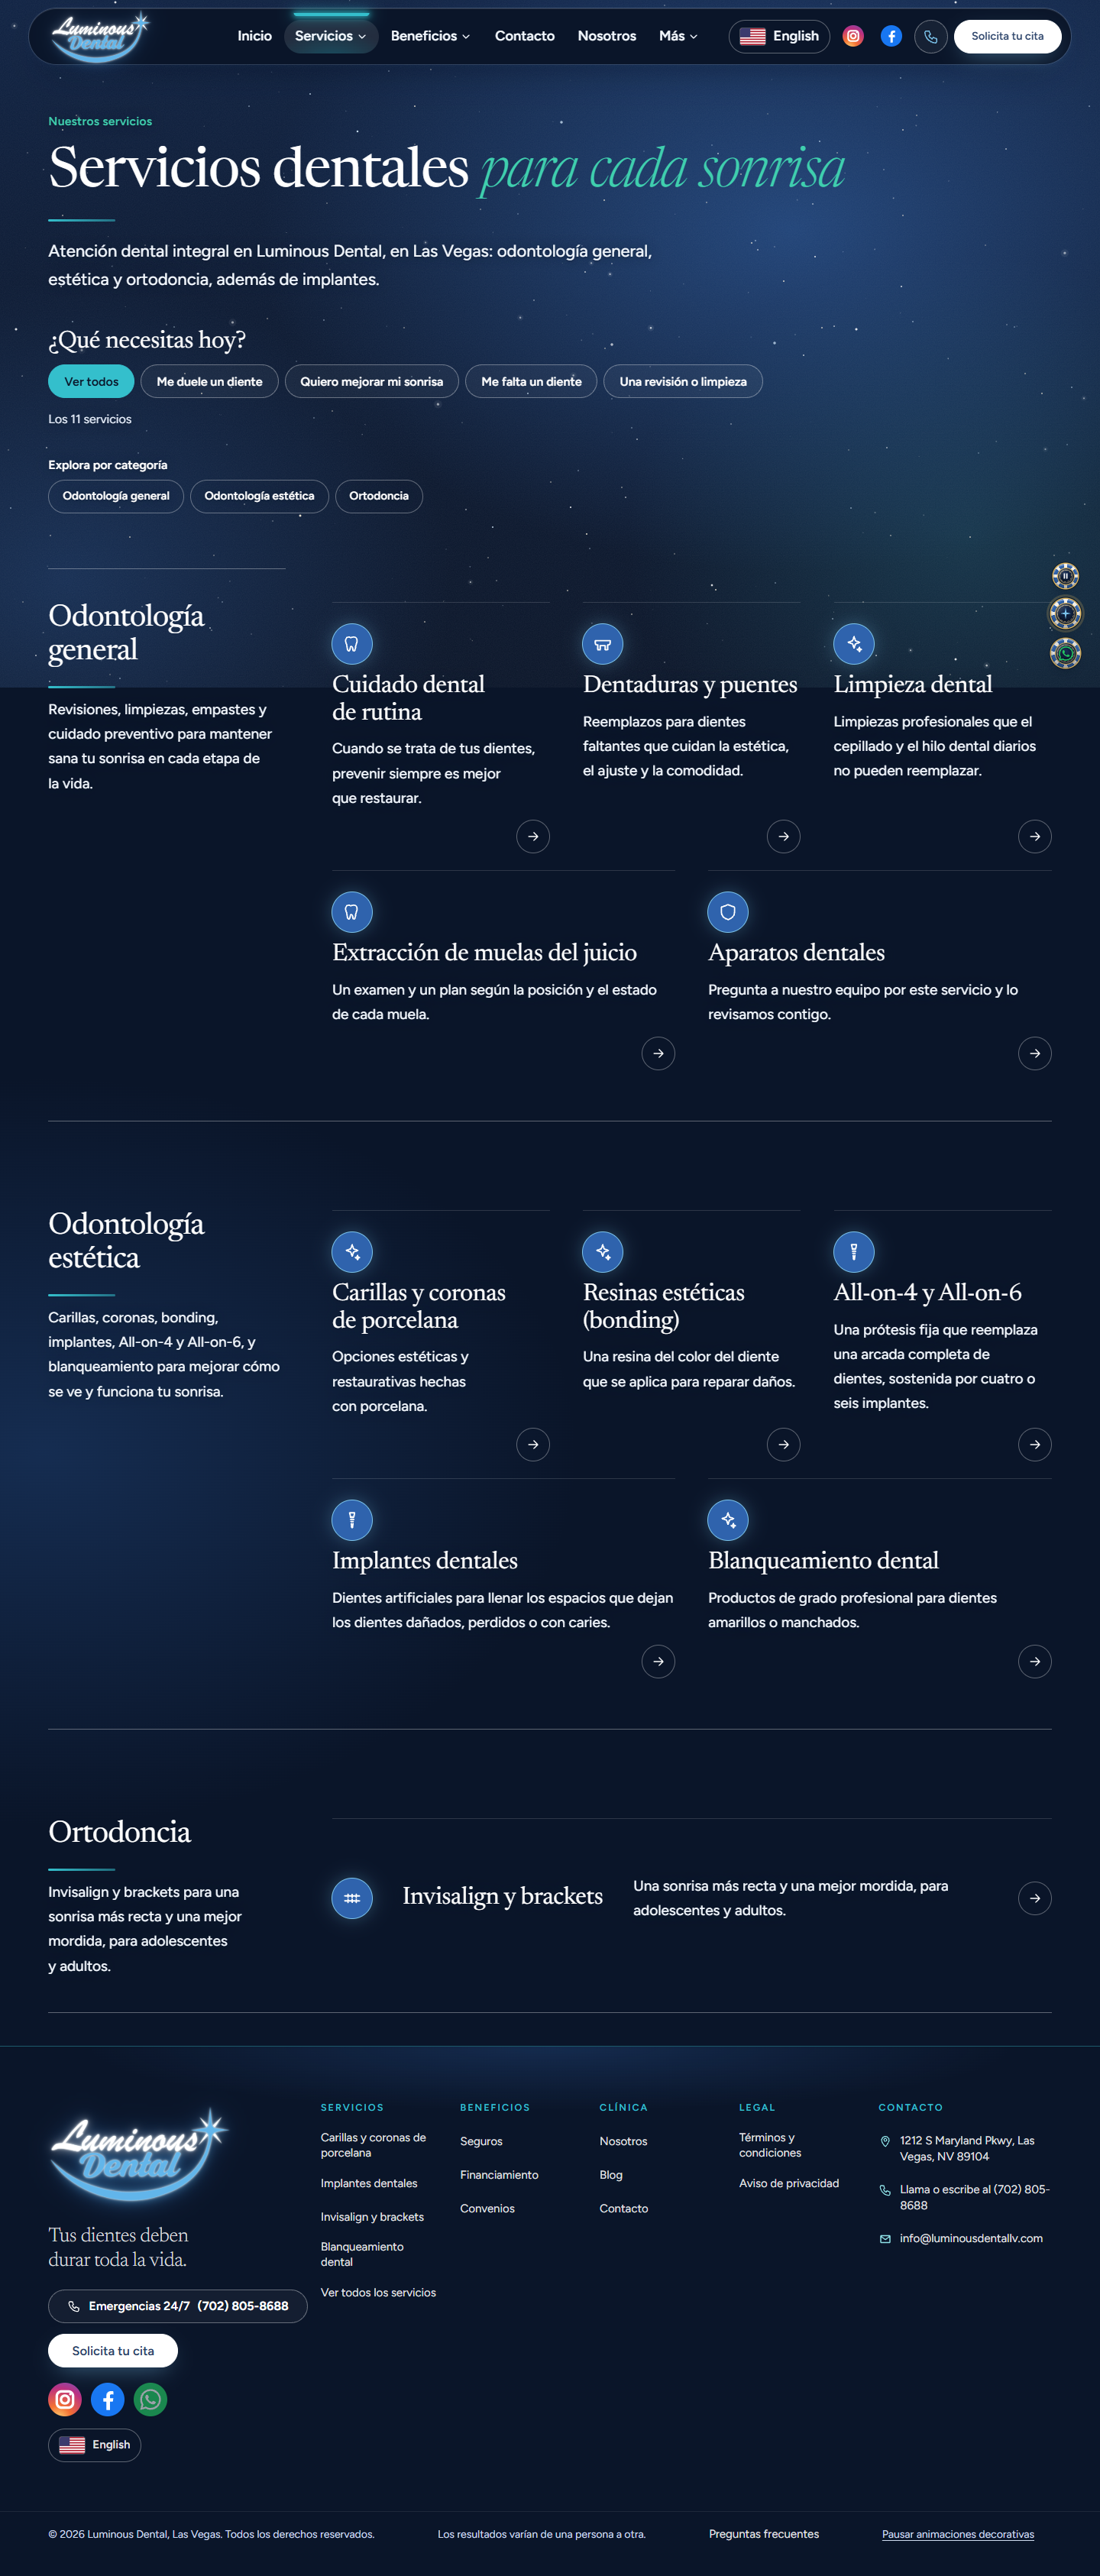 Luminous
Dental
Inicio
Servicios
Beneficios
Contacto
Nosotros
Más
English
Solicita tu cita
Nuestros servicios
Servicios dentales para cada sonrisa
Atención dental integral en Luminous Dental, en Las Vegas: odontología general,
estética y ortodoncia, además de implantes.
¿Qué necesitas hoy?
Ver todos
Me duele un diente
Quiero mejorar mi sonrisa
Me falta un diente
Una revisión o limpieza
Los 11 servicios
Explora por categoría
Odontología general
Odontología estética
Ortodoncia
Odontología
general
Revisiones, limpiezas, empastes y
cuidado preventivo para mantener
sana tu sonrisa en cada etapa de
la vida.
Cuidado dental
de rutina
Cuando se trata de tus dientes,
prevenir siempre es mejor
que restaurar.
Dentaduras y puentes
Reemplazos para dientes
faltantes que cuidan la estética,
el ajuste y la comodidad.
Limpieza dental
Limpiezas profesionales que el
cepillado y el hilo dental diarios
no pueden reemplazar.
Extracción de muelas del juicio
Un examen y un plan según la posición y el estado
de cada muela.
Aparatos dentales
Pregunta a nuestro equipo por este servicio y lo
revisamos contigo.
Odontología
estética
Carillas, coronas, bonding,
implantes, All-on-4 y All-on-6, y
blanqueamiento para mejorar cómo
se ve y funciona tu sonrisa.
Carillas y coronas
de porcelana
Opciones estéticas y
restaurativas hechas
con porcelana.
Resinas estéticas
(bonding)
Una resina del color del diente
que se aplica para reparar daños.
All-on-4 y All-on-6
Una prótesis fija que reemplaza
una arcada completa de
dientes, sostenida por cuatro o
seis implantes.
Implantes dentales
Dientes artificiales para llenar los espacios que dejan
los dientes dañados, perdidos o con caries.
Blanqueamiento dental
Productos de grado profesional para dientes
amarillos o manchados.
Ortodoncia
Invisalign y brackets para una
sonrisa más recta y una mejor
mordida, para adolescentes
y adultos.
Invisalign y brackets
Una sonrisa más recta y una mejor mordida, para
adolescentes y adultos.
Luminous
Dental
Tus dientes deben
durar toda la vida.
Emergencias 24/7 (702) 805-8688
Solicita tu cita
English
SERVICIOS
Carillas y coronas de
porcelana
Implantes dentales
Invisalign y brackets
Blanqueamiento
dental
Ver todos los servicios
BENEFICIOS
Seguros
Financiamiento
Convenios
CLÍNICA
Nosotros
Blog
Contacto
LEGAL
Términos y
condiciones
Aviso de privacidad
CONTACTO
1212 S Maryland Pkwy, Las
Vegas, NV 89104
Llama o escribe al (702) 805-
8688
info@luminousdentallv.com
© 2026 Luminous Dental, Las Vegas. Todos los derechos reservados.
Los resultados varían de una persona a otra.
Preguntas frecuentes
Pausar animaciones decorativas